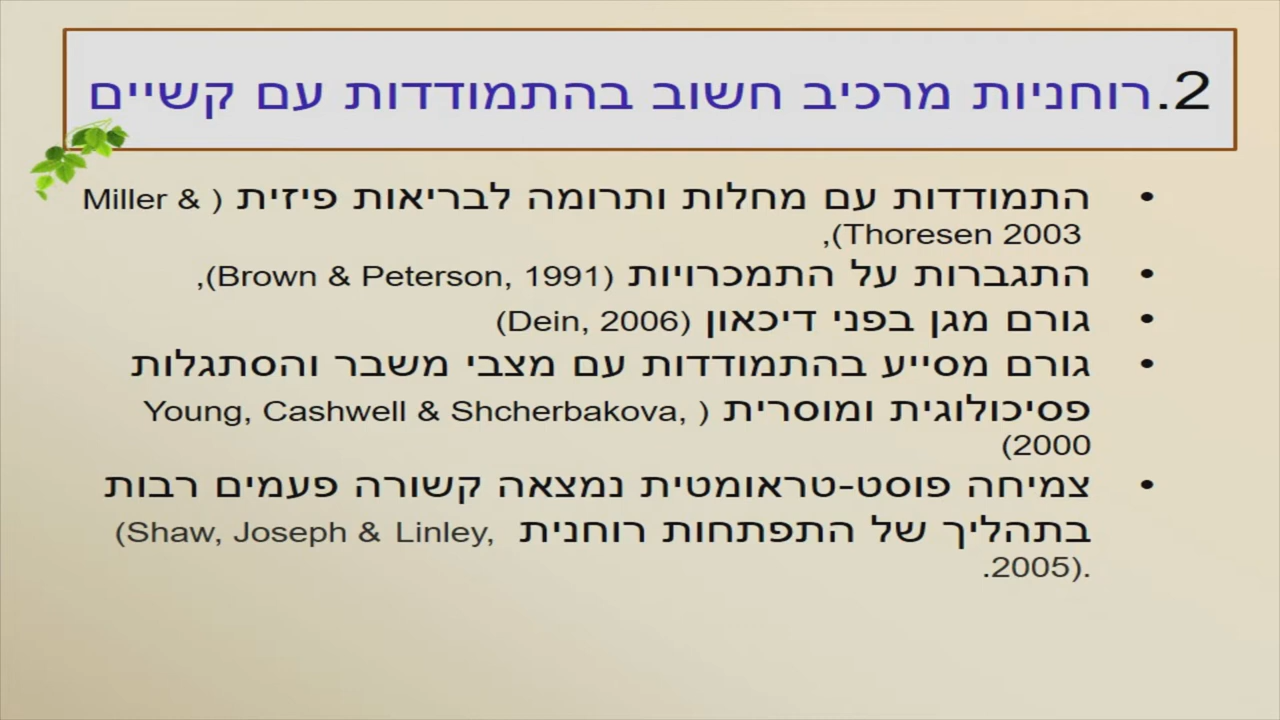 2.רוחניות מרכיב חשוב בהתמודדות עם קשיים
• התמודדות עם מחלות ותרומה לבריאות פיזית ( Miller &
Thoresen 2003),
• התגברות על התמכרויות (Brown & Peterson, 1991),
• גורם מגן בפני דיכאון (Dein, 2006)
• גורם מסייע בהתמודדות עם מצבי משבר והסתגלות
פסיכולוגית ומוסרית ( Young, Cashwell & Shcherbakova,
2000)
• צמיחה פוסט-טראומטית נמצאה קשורה פעמים רבות
בתהליך של התפתחות רוחנית (Shaw, Joseph & Linley,
2005).